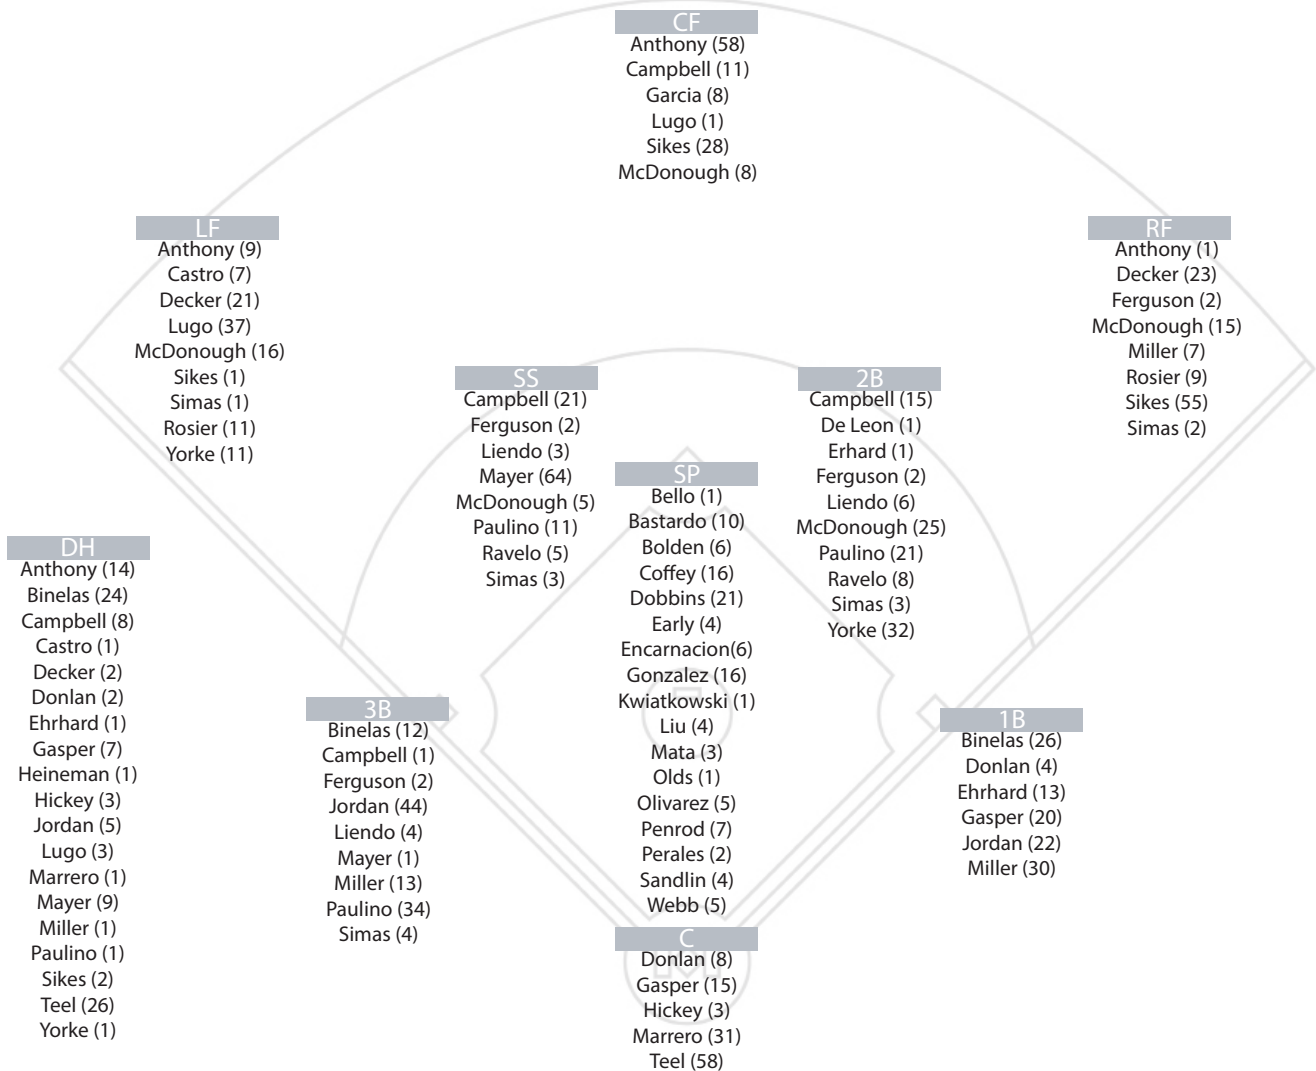 CF
Anthony (58)
Campbell (11)
Garcia (8)
Lugo (1)
Sikes (28)
McDonough (8)
LF
Anthony (9)
Castro (7)
Decker (21)
Lugo (37)
McDonough (16)
Sikes (1)
Simas (1)
Rosier (11)
Yorke (11)
RF
Anthony (1)
Decker (23)
Ferguson (2)
McDonough (15)
Miller (7)
Rosier (9)
Sikes (55)
Simas (2)
SS
Campbell (21)
Ferguson (2)
Liendo (3)
Mayer (64)
McDonough (5)
Paulino (11)
Ravelo (5)
Simas (3)
2B
Campbell (15)
De Leon (1)
Erhard (1)
Ferguson (2)
Liendo (6)
McDonough (25)
Paulino (21)
Ravelo (8)
Simas (3)
Yorke (32)
SP
Bello (1)
Bastardo (10)
Bolden (6)
Coffey (16)
Dobbins (21)
Early (4)
Encarnacion(6)
Gonzalez (16)
Kwiatkowski (1)
Liu (4)
Mata (3)
Olds (1)
Olivarez (5)
Penrod (7)
Perales (2)
Sandlin (4)
Webb (5)
DH
Anthony (14)
Binelas (24)
Campbell (8)
Castro (1)
Decker (2)
Donlan (2)
Ehrhard (1)
Gasper (7)
Heineman (1)
Hickey (3)
Jordan (5)
Lugo (3)
Marrero (1)
Mayer (9)
Miller (1)
Paulino (1)
Sikes (2)
Teel (26)
Yorke (1)
3B
Binelas (12)
Campbell (1)
Ferguson (2)
Jordan (44)
Liendo (4)
Mayer (1)
Miller (13)
Paulino (34)
Simas (4)
1B
Binelas (26)
Donlan (4)
Ehrhard (13)
Gasper (20)
Jordan (22)
Miller (30)
C
Donlan (8)
Gasper (15)
Hickey (3)
Marrero (31)
Teel (58)